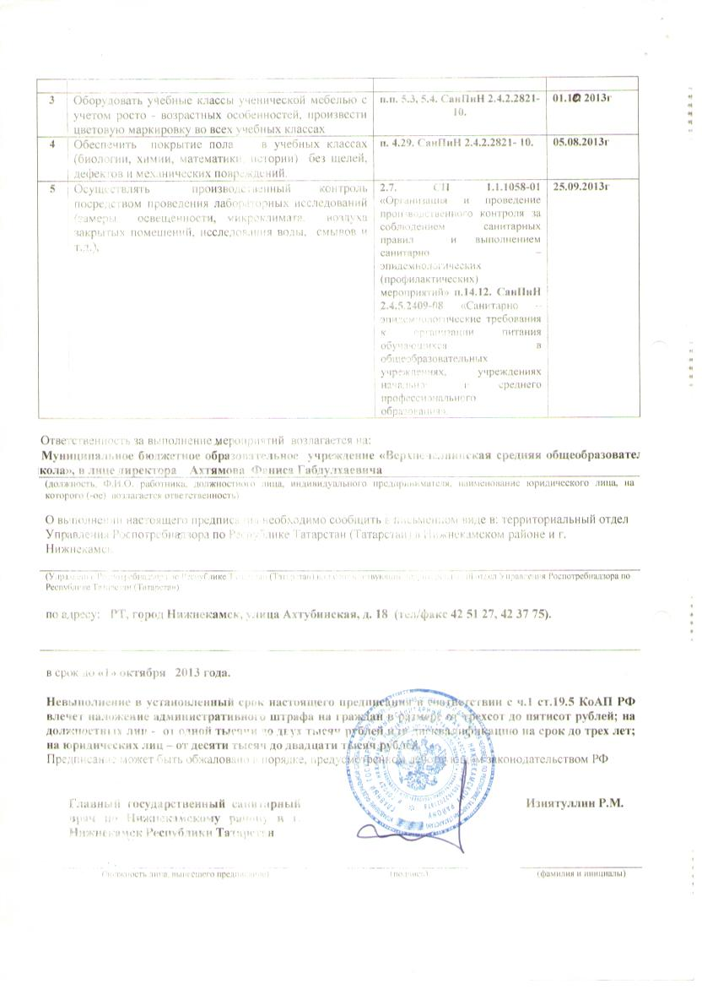 3 Оборудовать учебные классы ученической мебелью с п.п. 5.3, 5.4. СанПиН 2.4.2.2821- 01.10 2013г
учетом росто - возрастных особенностей, произвести 10.
цветовую маркировку во всех учебных классах
4 Обеспечить покрытие пола в учебных классах п. 4.29. СанПиН 2.4.2.2821- 10. 05.08.2013г
(биологии, химии, математики, истории) без щелей,
дефектов и механических повреждений.
5 Осуществлять производственный контроль 2.7. СП 1.1.1058-01 25.09.2013г
посредством проведения лабораторных исследований «Организация и проведение
(замеры освещенности, микроклимата, воздуха производственного контроля за
закрытых помещений, исследования воды, смывов и соблюдением санитарных
т.д.). правил и выполнением
санитарно –
эпидемиологических
(профилактических)
мероприятий» п.14.12. СанПиН
2.4.5.2409-08 «Санитарно –
эпидемиологические требования
к организации питания
обучающихся в
общеобразовательных
учреждениях, учреждениях
начального и среднего
профессионального
образования»
Ответственность за выполнение мероприятий возлагается на:
Муниципальное бюджетное образовательное учреждение «Верхнечелнинская средняя общеобразовател
кола», в лице директора Ахтямова Фаниса Габдулхаевича
(должность, Ф.И.О. работника, должностного лица, индивидуального предпринимателя, наименование юридического лица, на
которого (-ое) возлагается ответственность)
О выполнении настоящего предписания необходимо сообщить в письменном виде в: территориальный отдел
Управления Роспотребнадзора по Республике Татарстан (Татарстан) в Нижнекамском районе и г.
Нижнекамск
(Управление Роспотребнадзора по Республике Татарстан (Татарстан) или соответствующий территориальный отдел Управления Роспотребнадзора по
Республике Татарстан (Татарстан)
по адресу: РТ, город Нижнекамск, улица Ахтубинская, д. 18 (тел/факс 42 51 27, 42 37 75).
в срок до «1» октября 2013 года.
Невыполнение в установленный срок настоящего предписания в соответствии с ч.1 ст.19.5 КоАП РФ
влечет наложение административного штрафа на граждан в размере от трехсот до пятисот рублей; на
должностных лиц - от одной тысячи до двух тысяч рублей или дисквалификацию на срок до трех лет;
на юридических лиц – от десяти тысяч до двадцати тысяч рублей.
Предписание может быть обжаловано в порядке, предусмотренном действующим законодательством РФ
Главный государственный санитарный Изиятуллин Р.М.
врач по Нижнекамскому району и г.
Нижнекамск Республики Татарстан
(должность лица, вынесшего предписание) (подпись) (фамилия и инициалы)